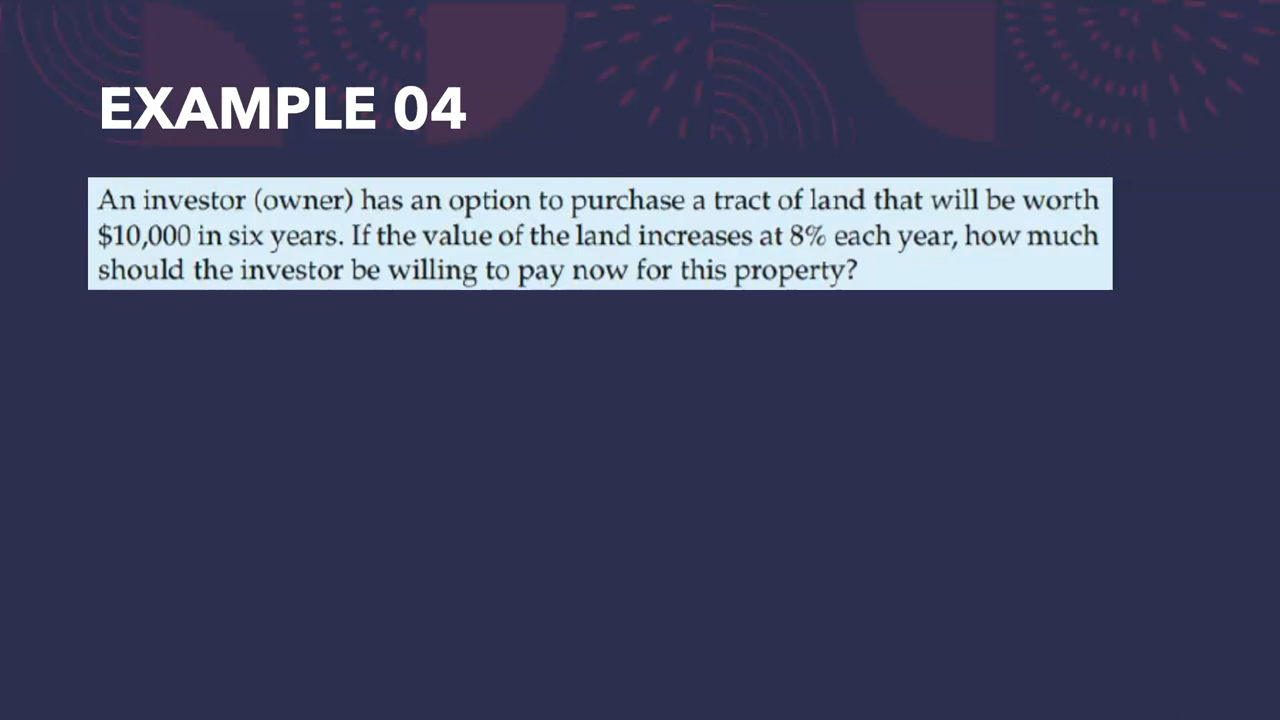 EXAMPLE 04
An investor (owner) has an option to purchase a tract of land that will be worth
$10,000 in six years. If the value of the land increases at 8% each year, how much
should the investor be willing to pay now for this property?